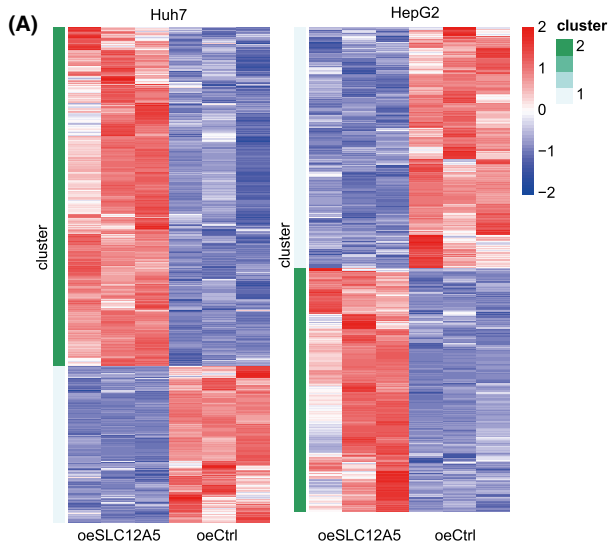 (A)
Huh7
HepG2
cluster
cluster
oeSLC12A5 oeCtrl
oeSLC12A5 oeCtrl
2
1
0
−1
−2
cluster
2
1